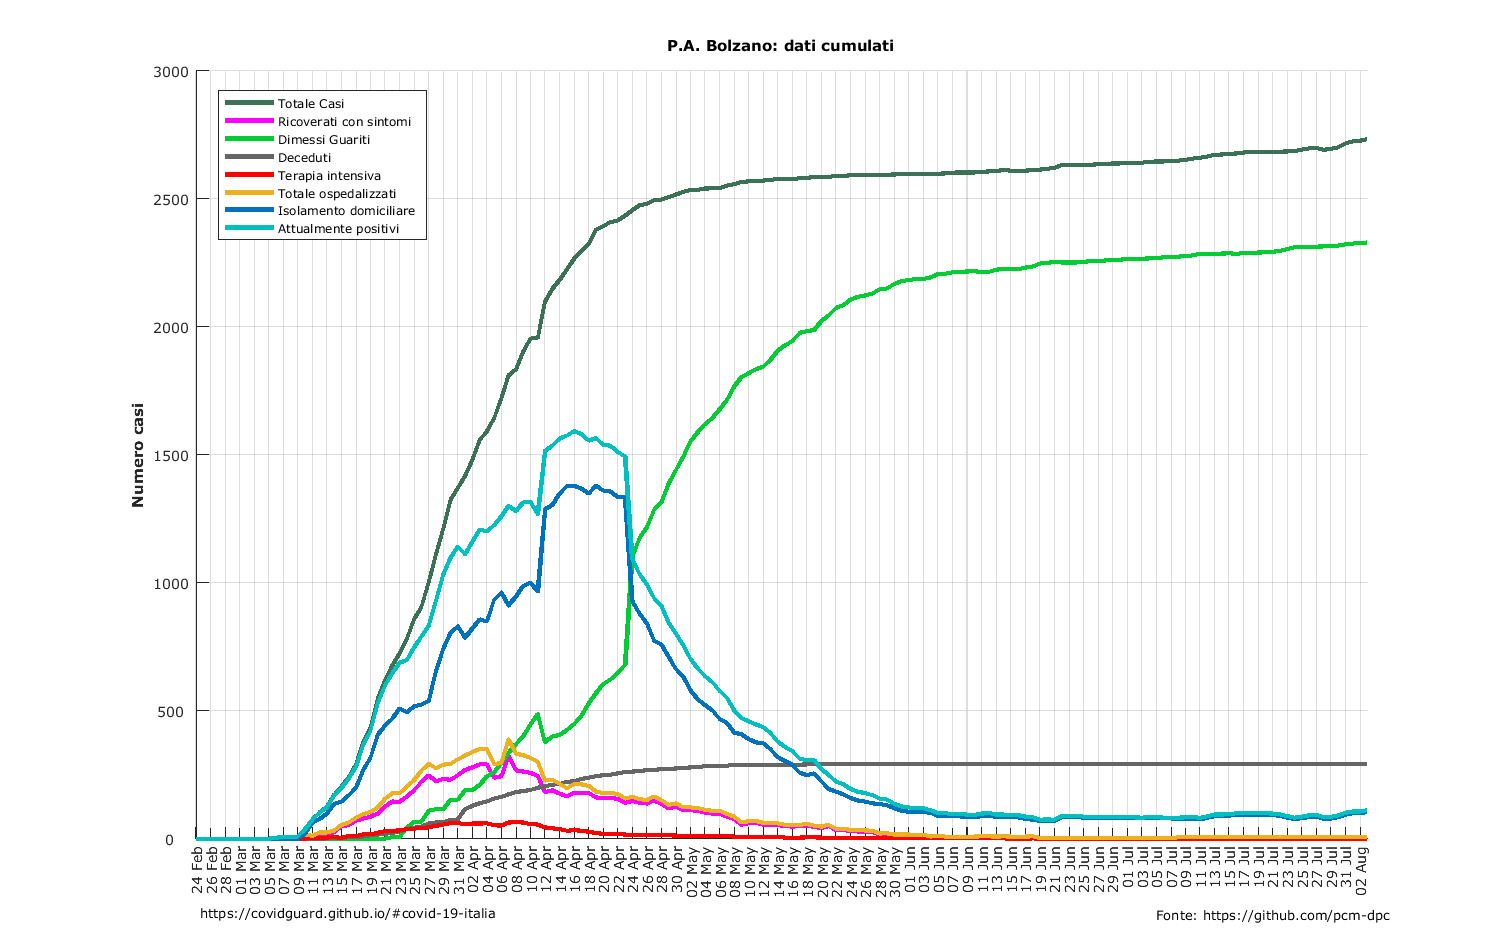 P.A. Bolzano: dati cumulati
3000
2500
2000
1500
1000
500
0
Numero casi
Totale Casi
Ricoverati con sintomi
Dimessi Guariti
Deceduti
Terapia intensiva
Totale ospedalizzati
Isolamento domiciliare
Attualmente positivi
24 Feb
26 Feb
28 Feb
01 Mar
03 Mar
05 Mar
07 Mar
09 Mar
11 Mar
13 Mar
15 Mar
17 Mar
19 Mar
21 Mar
23 Mar
25 Mar
27 Mar
29 Mar
31 Mar
02 Apr
04 Apr
06 Apr
08 Apr
10 Apr
12 Apr
14 Apr
16 Apr
18 Apr
20 Apr
22 Apr
24 Apr
26 Apr
28 Apr
30 Apr
02 May
04 May
06 May
08 May
10 May
12 May
14 May
16 May
18 May
20 May
22 May
24 May
26 May
28 May
30 May
01 Jun
03 Jun
05 Jun
07 Jun
09 Jun
11 Jun
13 Jun
15 Jun
17 Jun
19 Jun
21 Jun
23 Jun
25 Jun
27 Jun
29 Jun
01 Jul
03 Jul
05 Jul
07 Jul
09 Jul
11 Jul
13 Jul
15 Jul
17 Jul
19 Jul
21 Jul
23 Jul
25 Jul
27 Jul
29 Jul
31 Jul
02 Aug
https://covidguard.github.io/#covid-19-italia
Fonte: https://github.com/pcm-dpc